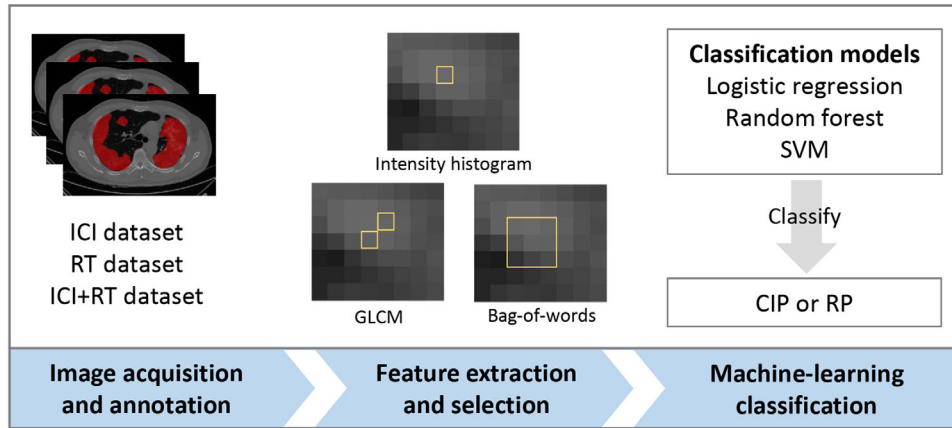 ICI dataset
RT dataset
ICI+RT dataset
Intensity histogram
GLCM
Bag-of-words
Classification models
Logistic regression
Random forest
SVM
Classify
CIP or RP
Image acquisition
and annotation
Feature extraction
and selection
Machine-learning
classification